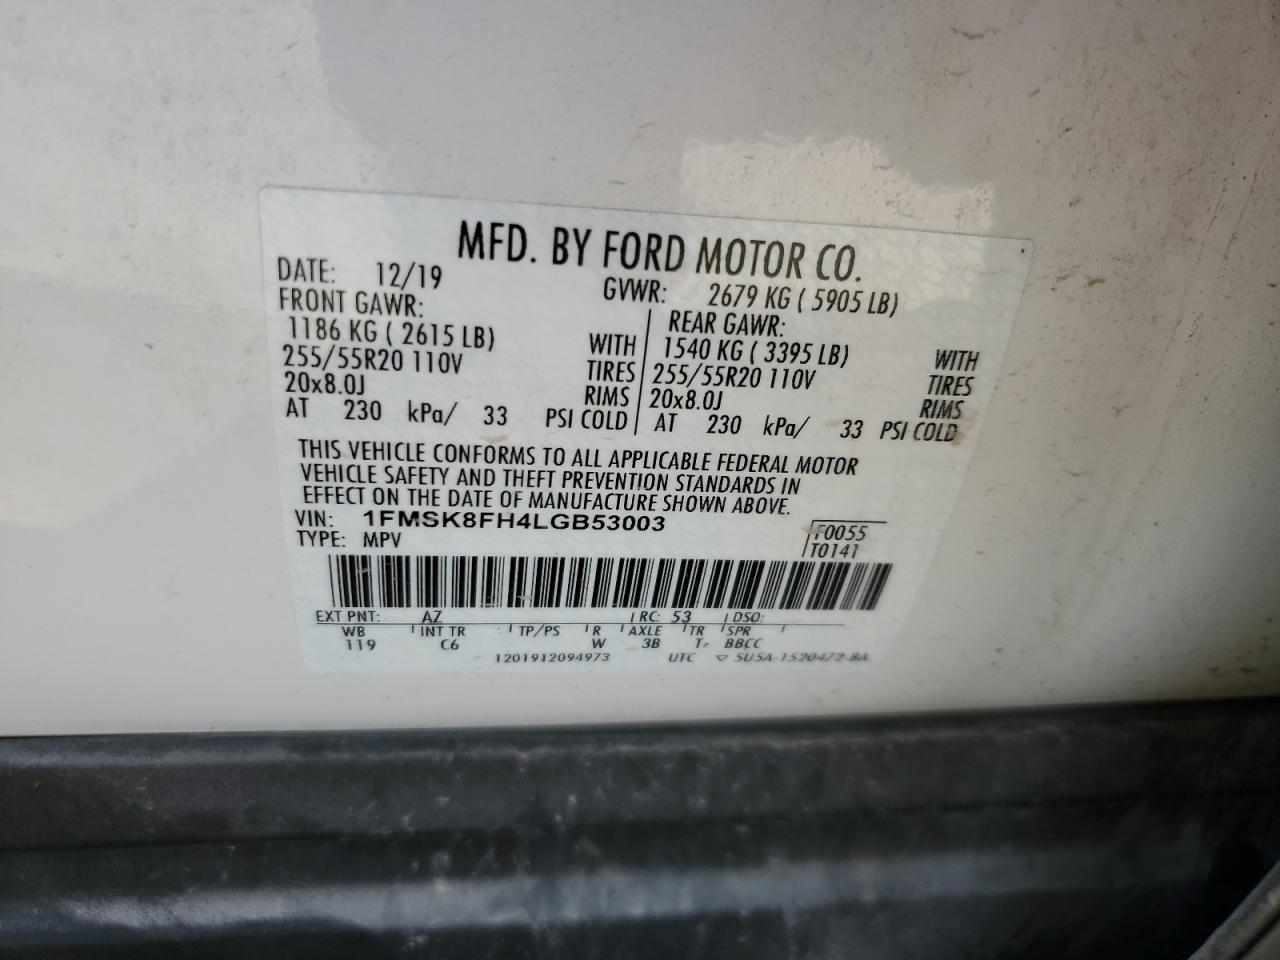 MFD. BY FORD MOTOR CO.
DATE: 12/19 GVWR: 2679 KG ( 5905 LB)
FRONT GAWR: REAR GAWR:
1186 KG ( 2615 LB) WITH 1540 KG ( 3395 LB) WITH
255/55R20 110V TIRES 255/55R20 110V TIRES
20x8.0J RIMS 20x8.0J RIMS
AT 230 kPa/ 33 PSI COLD AT 230 kPa/ 33 PSI COLD
THIS VEHICLE CONFORMS TO ALL APPLICABLE FEDERAL MOTOR
VEHICLE SAFETY AND THEFT PREVENTION STANDARDS IN
EFFECT ON THE DATE OF MANUFACTURE SHOWN ABOVE.
VIN: 1FMSK8FH4LGB53003 F0055
TYPE: MPV T0141
EXT PNT: AZ RC: 53 DSO:
WB INT TR TP/PS R AXLE TR SPR
119 C6 W 3B BBCC
1201912094973 UTC ▽ 5U5A-1520472-BA